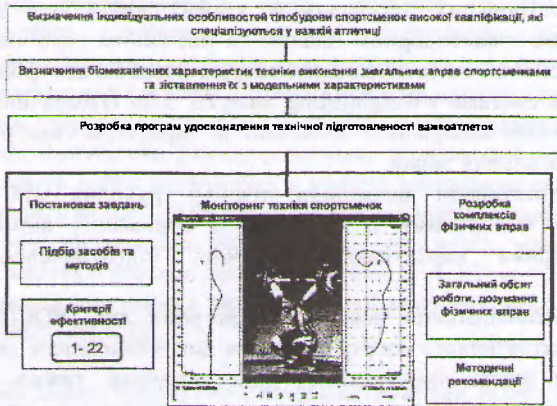 Визначення індивідуальних особливостей тілобудови спортсменок високої кваліфікації, які
спеціалізуються у важкій атлетиці
Визначення біомеханічних характеристик техніки виконання змагальних вправ спортсменками
та зіставлення їх з модельними характеристиками
Розробка програм удосконалення технічної підготовленості важкоатлеток
Постановка завдань
Підбір засобів та
методів
Критерії
ефективності
1- 22
Моніторинг техніки спортсменок
Розробка
комплексів
фізичних вправ
Загальний обсяг
роботи, дозування
фізичних вправ
Методичні
рекомендації